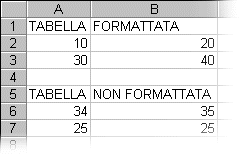 A B
1 TABELLA FORMATTATA
2 10 20
3 30 40
4
5 TABELLA NON FORMATTATA
6 34 35
7 25 25